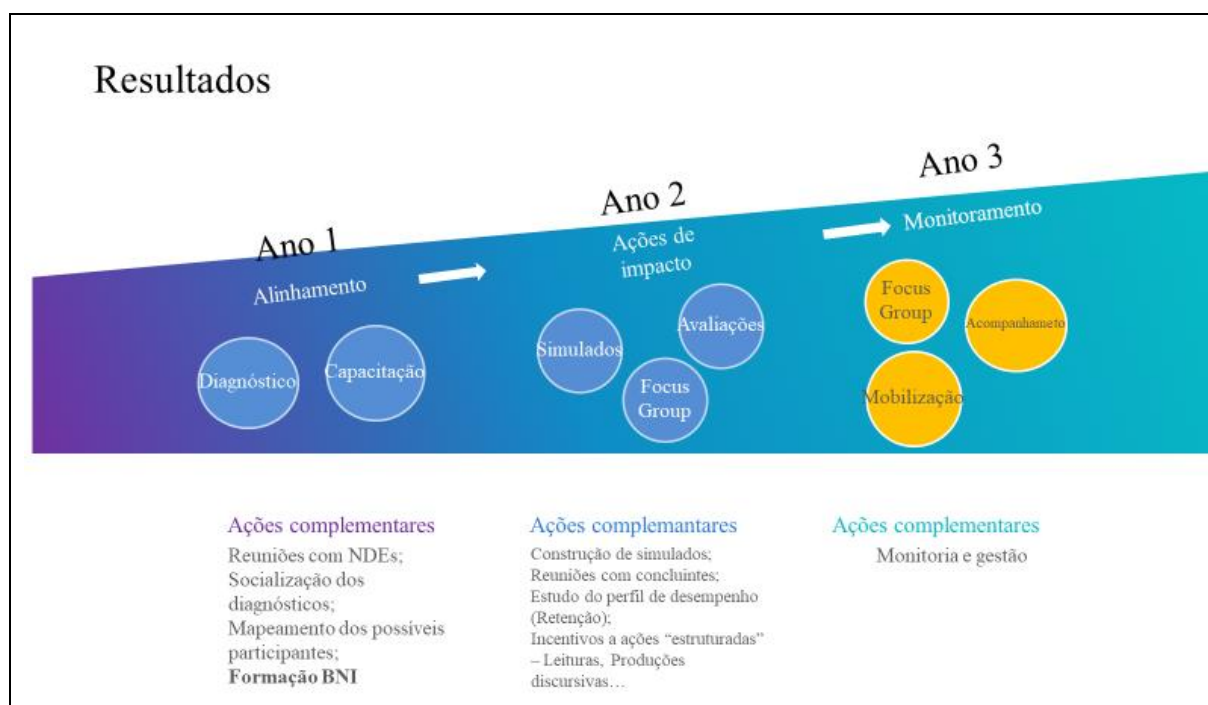 Resultados
Ano 1
Alinhamento
Diagnóstico
Capacitação
Ano 2
Ações de
impacto
Simulados
Avaliações
Focus
Group
Ano 3
Monitoramento
Focus
Group
Acompanhameto
Mobilização
Ações complementares
Reuniões com NDEs;
Socialização dos
diagnósticos;
Mapeamento dos possíveis
participantes;
Formação BNI
Ações complemantares
Construção de simulados;
Reuniões com concluintes;
Estudo do perfil de desempenho
(Retenção);
Incentivos a ações “estruturadas”
– Leituras, Produções
discursivas…
Ações complementares
Monitoria e gestão